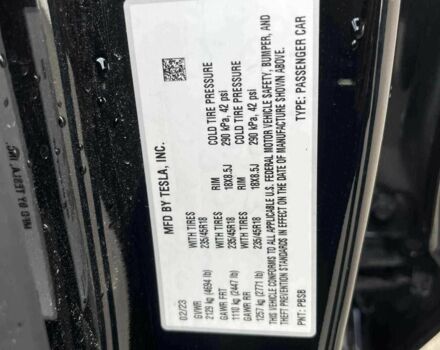 MFD BY TESLA, INC.
02/23
GVWR
2129 kg (4694 lb)
GAWR FRT WITH TIRES RIM COLD TIRE PRESSURE
1110 kg (2447 lb) 235/45R18 18X8.5J 290 kPa, 42 psi
GAWR RR WITH TIRES RIM COLD TIRE PRESSURE
1257 kg (2771 lb) 235/45R18 18X8.5J 290 kPa, 42 psi
THIS VEHICLE CONFORMS TO ALL APPLICABLE U.S. FEDERAL MOTOR VEHICLE SAFETY, BUMPER, AND
THEFT PREVENTION STANDARDS IN EFFECT ON THE DATE OF MANUFACTURE SHOWN ABOVE.
PNT: PBSB TYPE: PASSENGER CAR
MFD BY TESLA, INC.